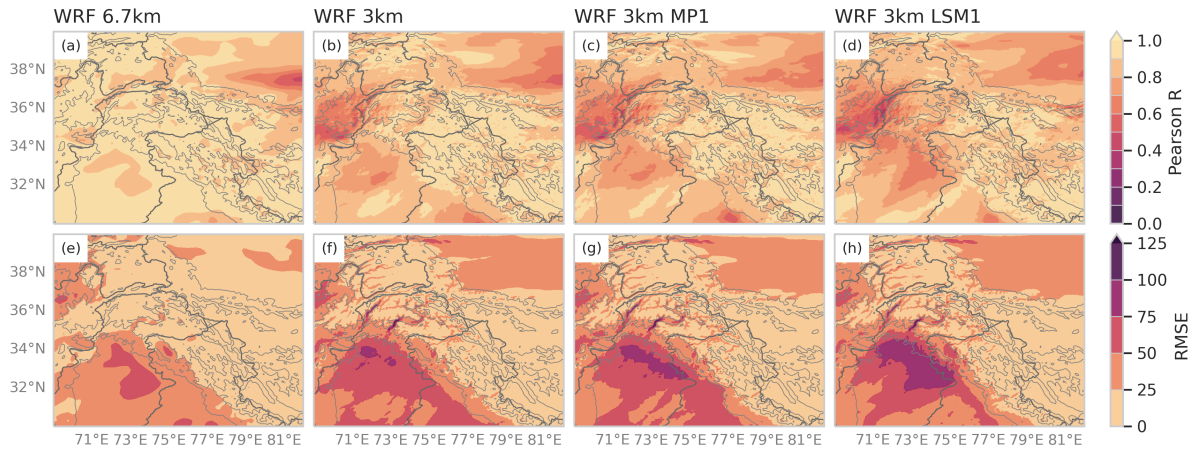 WRF 6.7km WRF 3km WRF 3km MP1 WRF 3km LSM1
(a) (b) (c) (d)
38°N
36°N
34°N
32°N
1.0
0.8
0.6
0.4
0.2
0.0
Pearson R
(e) (f) (g) (h)
38°N
36°N
34°N
32°N
125
100
75
50
25
0
RMSE
71°E 73°E 75°E 77°E 79°E 81°E 71°E 73°E 75°E 77°E 79°E 81°E 71°E 73°E 75°E 77°E 79°E 81°E 71°E 73°E 75°E 77°E 79°E 81°E